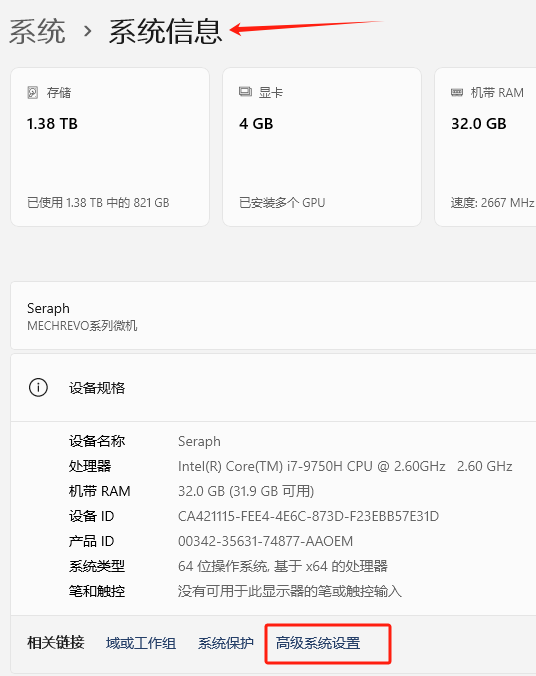 系统 › 系统信息
存储
1.38 TB
已使用 1.38 TB 中的 821 GB
显卡
4 GB
已安装多个 GPU
机带 RAM
32.0 GB
速度: 2667 MHz
Seraph
MECHREVO系列微机
设备规格
设备名称 Seraph
处理器 Intel(R) Core(TM) i7-9750H CPU @ 2.60GHz 2.60 GHz
机带 RAM 32.0 GB (31.9 GB 可用)
设备 ID CA421115-FEE4-4E6C-873D-F23EBB57E31D
产品 ID 00342-35631-74877-AAOEM
系统类型 64 位操作系统, 基于 x64 的处理器
笔和触控 没有可用于此显示器的笔或触控输入
相关链接 域或工作组 系统保护 高级系统设置